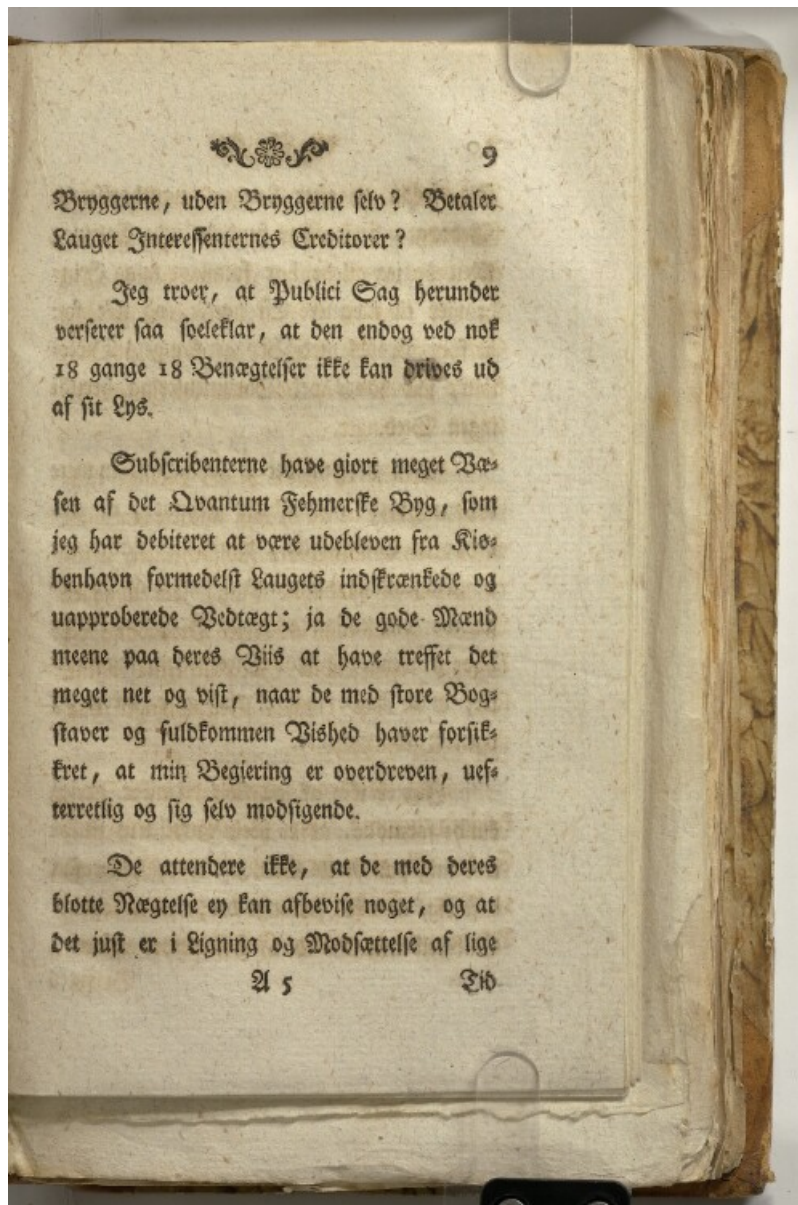 9
Bryggerne, uden Bryggerne selv? Betaler
Lauget Interessenternes Creditorer?
Jeg troer, at Publici Sag herunder
verserer saa soeleklar, at den endog ved nok
18 gange 18 Benægtelser ikke kan drives ud
af sit Lys.
Subscribenterne have giort meget Væ-
sen af det Qvantum Fehmerske Byg, som
jeg har debiteret at være udebleven fra Kiø-
benhavn formedelst Laugets indskrænkede og
uapproberede Vedtægt; ja de gode Mænd
meene paa deres Viis at have treffet det
meget net og vist, naar de med store Bog-
staver og fuldkommen Vished haver forsik-
kret, at min Begiering er overdreven, uef-
terretlig og sig selv modsigende.
De attendere ikke, at de med deres
blotte Nægtelse ey kan afbevise noget, og at
det just er i Ligning og Modsættelse af lige
A 5 Tid